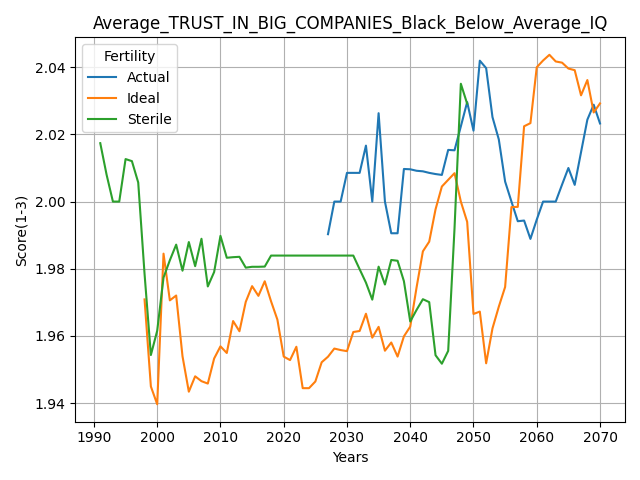 Average_TRUST_IN_BIG_COMPANIES_Black_Below_Average_IQ
Fertility
Actual
Ideal
Sterile
Score(1-3)
2.04
2.02
2.00
1.98
1.96
1.94
1990 2000 2010 2020 2030 2040 2050 2060 2070
Years